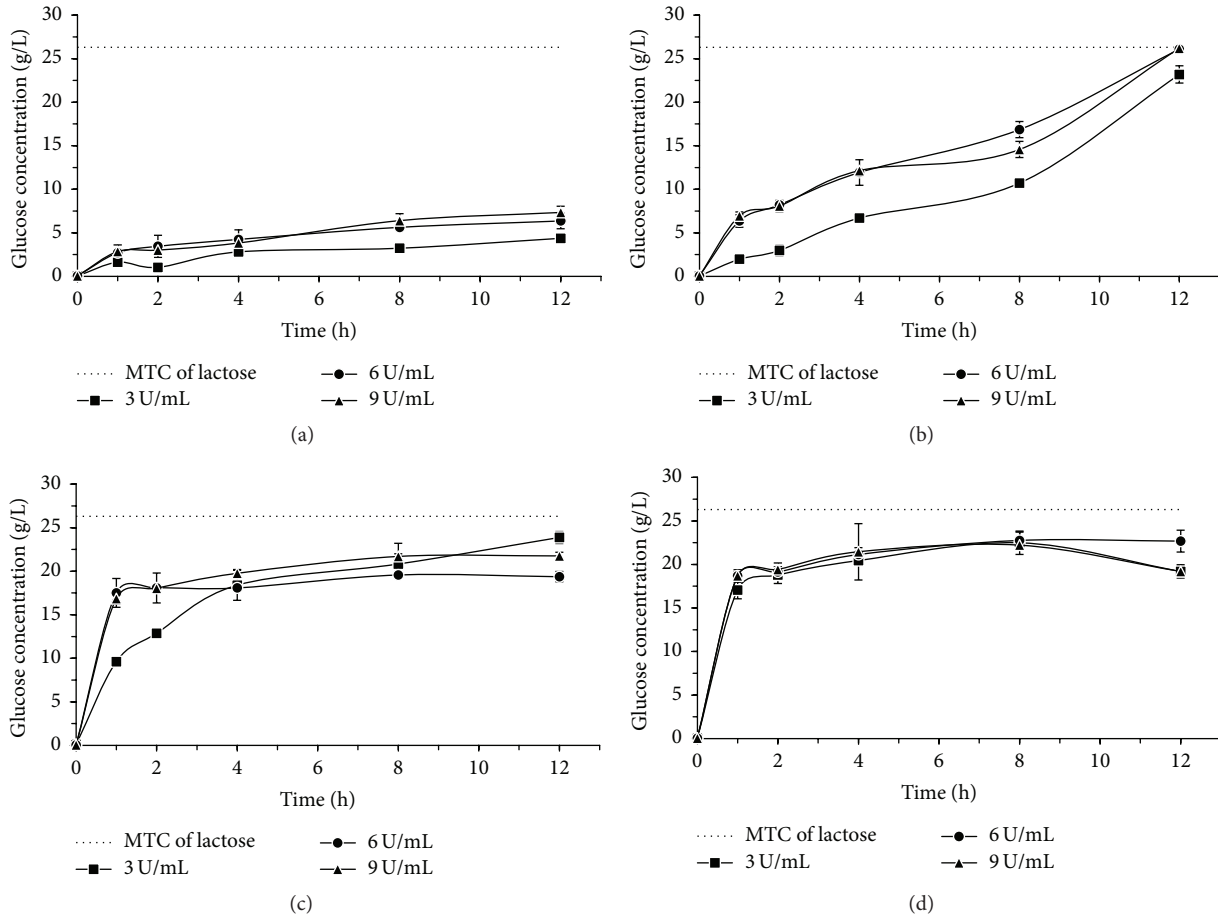 Glucose concentration (g/L)
30
25
20
15
10
5
0
0 2 4 6 8 10 12
Time (h)
MTC of lactose
3 U/mL
6 U/mL
9 U/mL
(a)
Glucose concentration (g/L)
30
25
20
15
10
5
0
0 2 4 6 8 10 12
Time (h)
MTC of lactose
3 U/mL
6 U/mL
9 U/mL
(b)
Glucose concentration (g/L)
30
25
20
15
10
5
0
0 2 4 6 8 10 12
Time (h)
MTC of lactose
3 U/mL
6 U/mL
9 U/mL
(c)
Glucose concentration (g/L)
30
25
20
15
10
5
0
0 2 4 6 8 10 12
Time (h)
MTC of lactose
3 U/mL
6 U/mL
9 U/mL
(d)